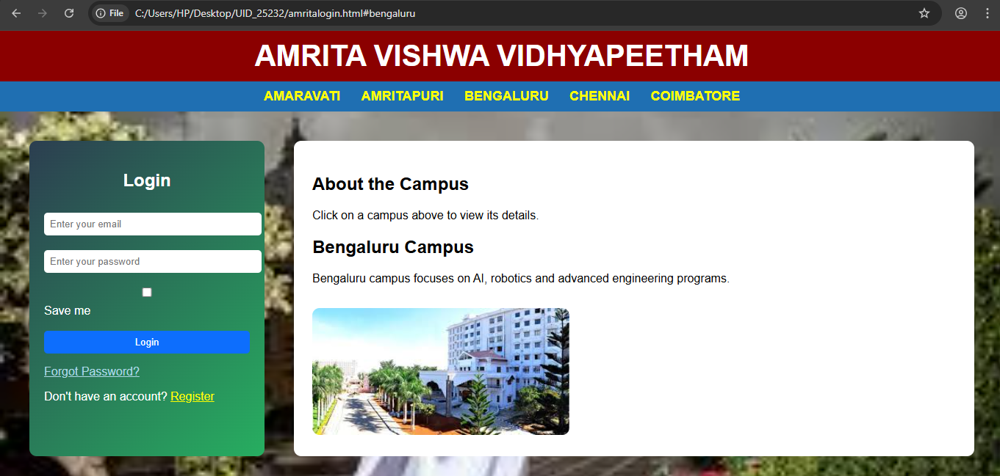 File C:/Users/HP/Desktop/UID_25232/amritalogin.html#bengaluru
AMRITA VISHWA VIDHYAPEETHAM
AMARAVATI AMRITAPURI BENGALURU CHENNAI COIMBATORE
Login
Enter your email
Enter your password
Save me
Login
Forgot Password?
Don't have an account? Register
About the Campus
Click on a campus above to view its details.
Bengaluru Campus
Bengaluru campus focuses on AI, robotics and advanced engineering programs.